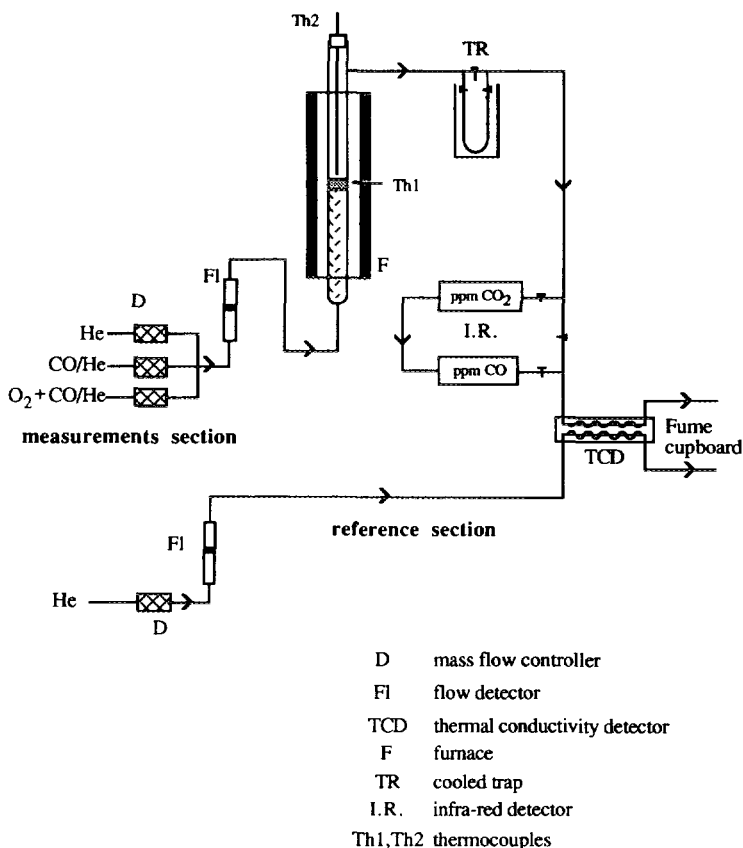 Th2
TR
Th1
F
Fl
D
ppm CO₂
He
I.R.
CO/He
ppm CO
O₂ + CO/He
measurements section
Fume
cupboard
TCD
reference section
Fl
He
D
D mass flow controller
Fl flow detector
TCD thermal conductivity detector
F furnace
TR cooled trap
I.R. infra-red detector
Th1,Th2 thermocouples